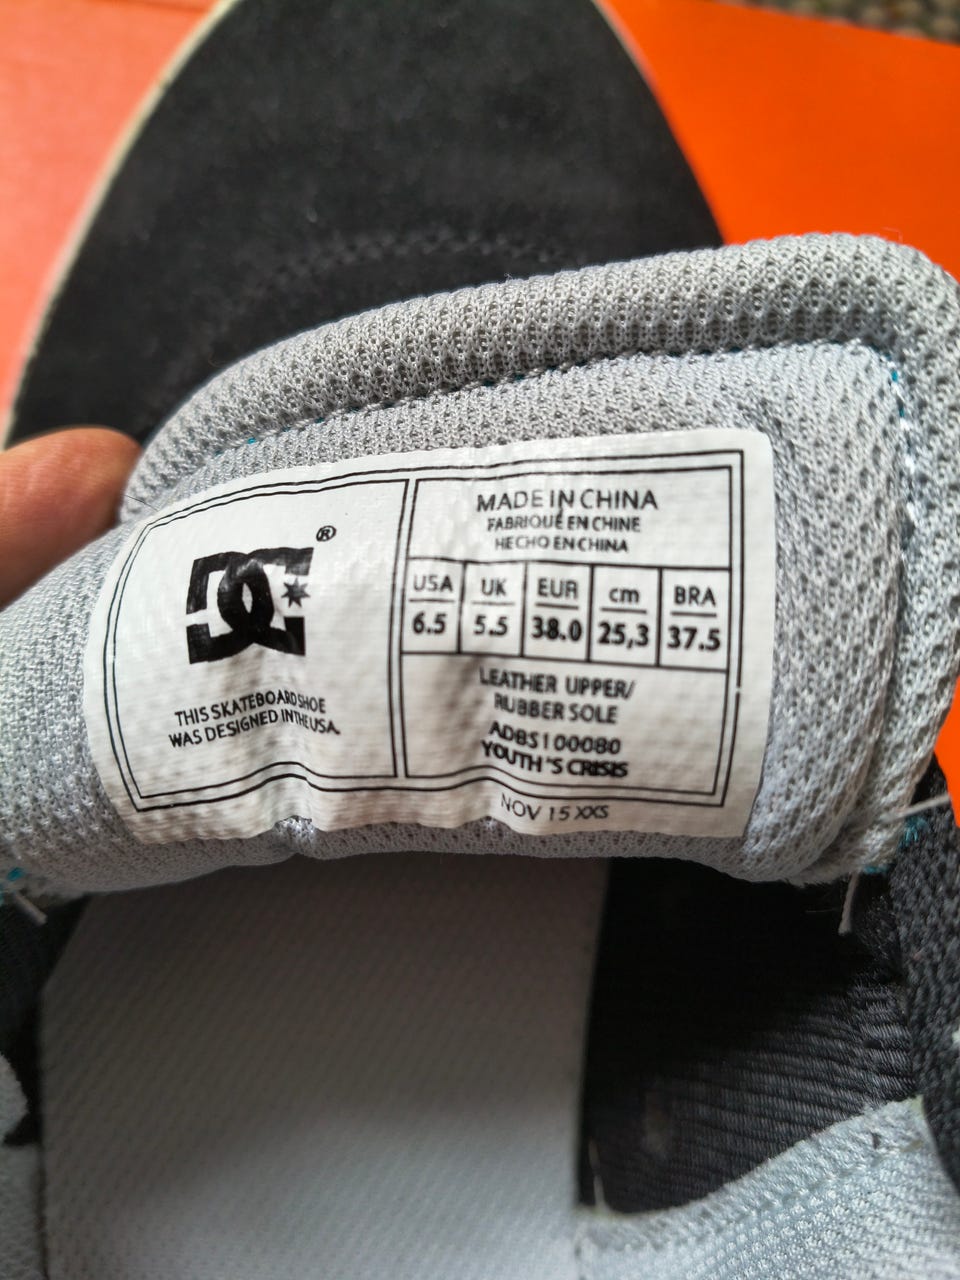 DC®
THIS SKATEBOARD SHOE
WAS DESIGNED IN THE USA.
MADE IN CHINA
FABRIQUÉ EN CHINE
HECHO EN CHINA
USA UK EUR cm BRA
6.5 5.5 38.0 25,3 37.5
LEATHER UPPER/
RUBBER SOLE
ADBS100080
YOUTH'S CRISIS
NOV 15 XXS